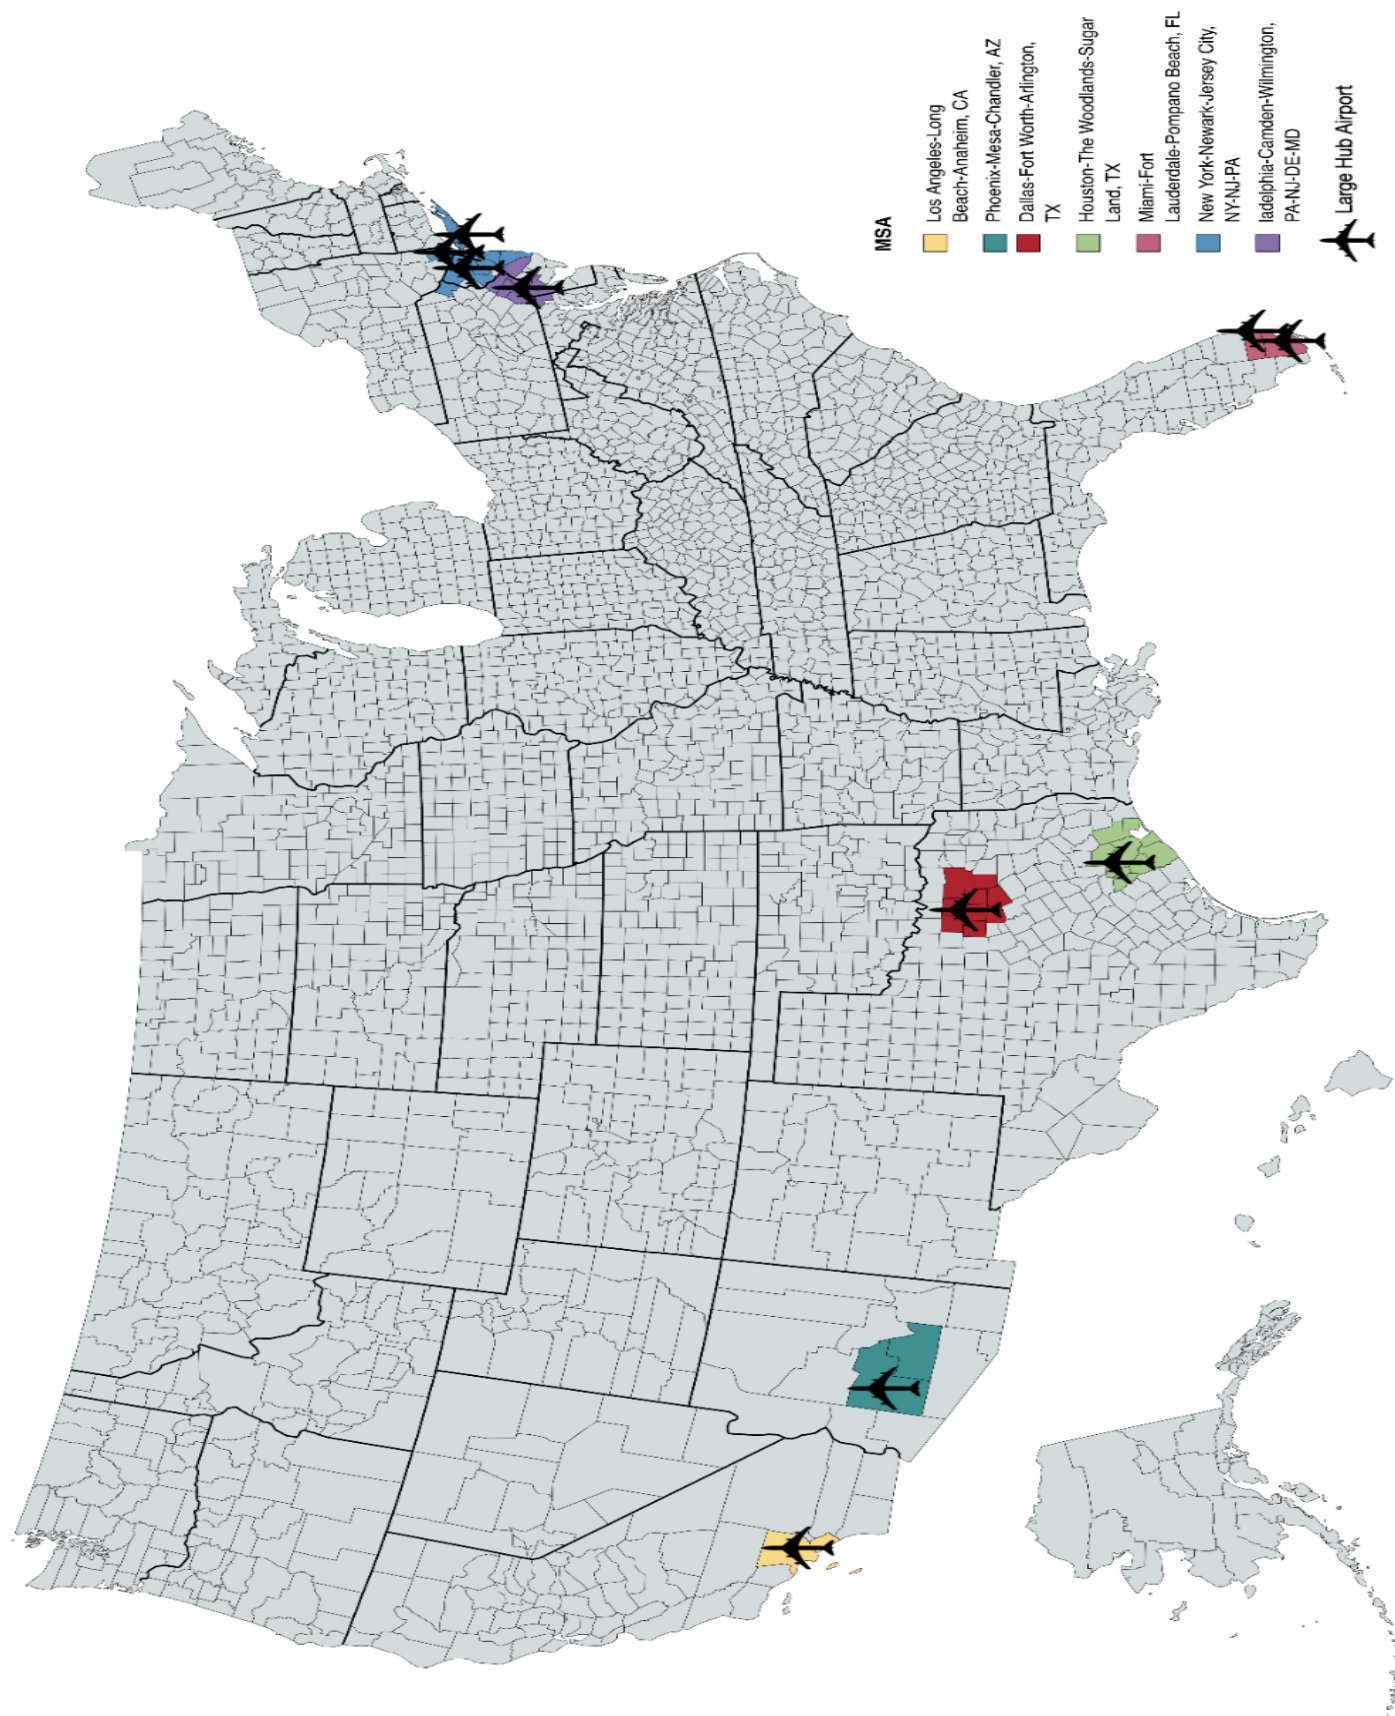 MSA
Los Angeles-Long
Beach-Anaheim, CA
Phoenix-Mesa-Chandler, AZ
Dallas-Fort Worth-Arlington,
TX
Houston-The Woodlands-Sugar
Land, TX
Miami-Fort
Lauderdale-Pompano Beach, FL
New York-Newark-Jersey City,
NY-NJ-PA
ladelphia-Camden-Wilmington,
PA-NJ-DE-MD
Large Hub Airport